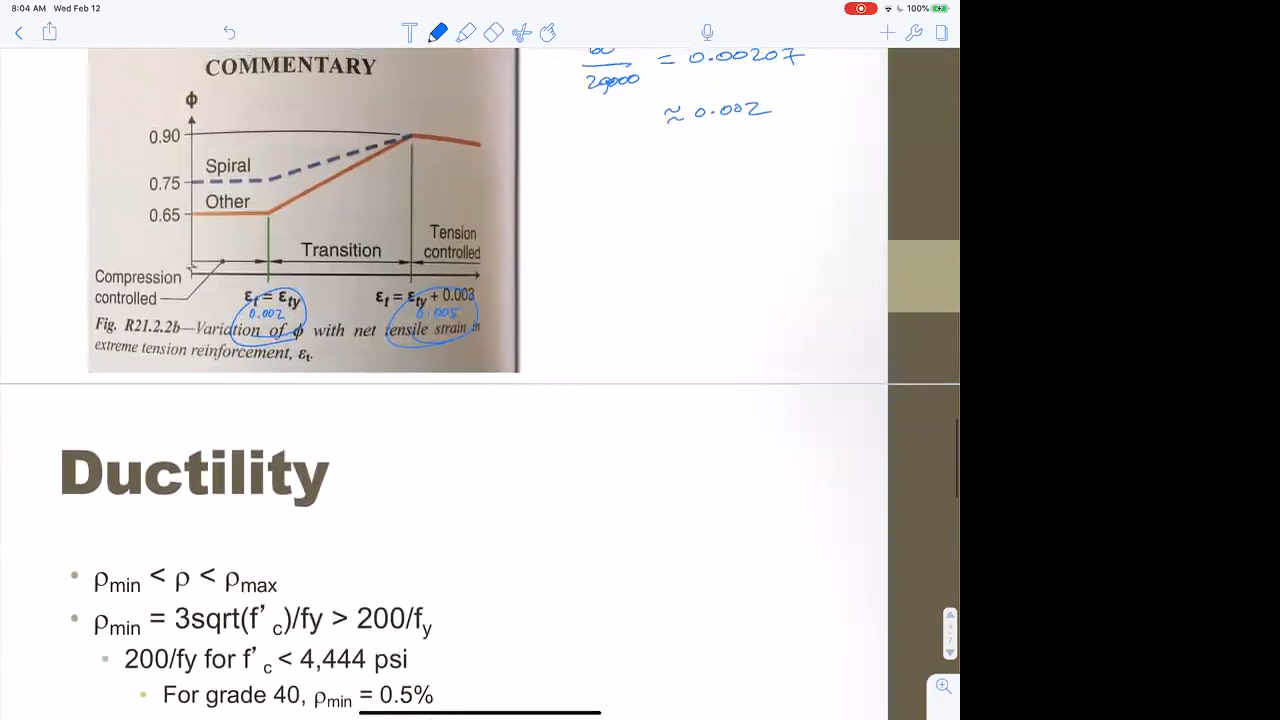 8:04 AM Wed Feb 12
100%
COMMENTARY
= 0.00207
29000
≈ 0.002
ϕ
0.90
Spiral
0.75
Other
0.65
Transition
Tension
controlled
Compression
controlled
εt = εty
εt = εty + 0.003
0.002
0.005
Fig. R21.2.2b—Variation of ϕ with net tensile strain in
extreme tension reinforcement, εt.
Ductility
• ρmin < ρ < ρmax
• ρmin = 3sqrt(f'c)/fy > 200/fy
▪ 200/fy for f'c < 4,444 psi
• For grade 40, ρmin = 0.5%